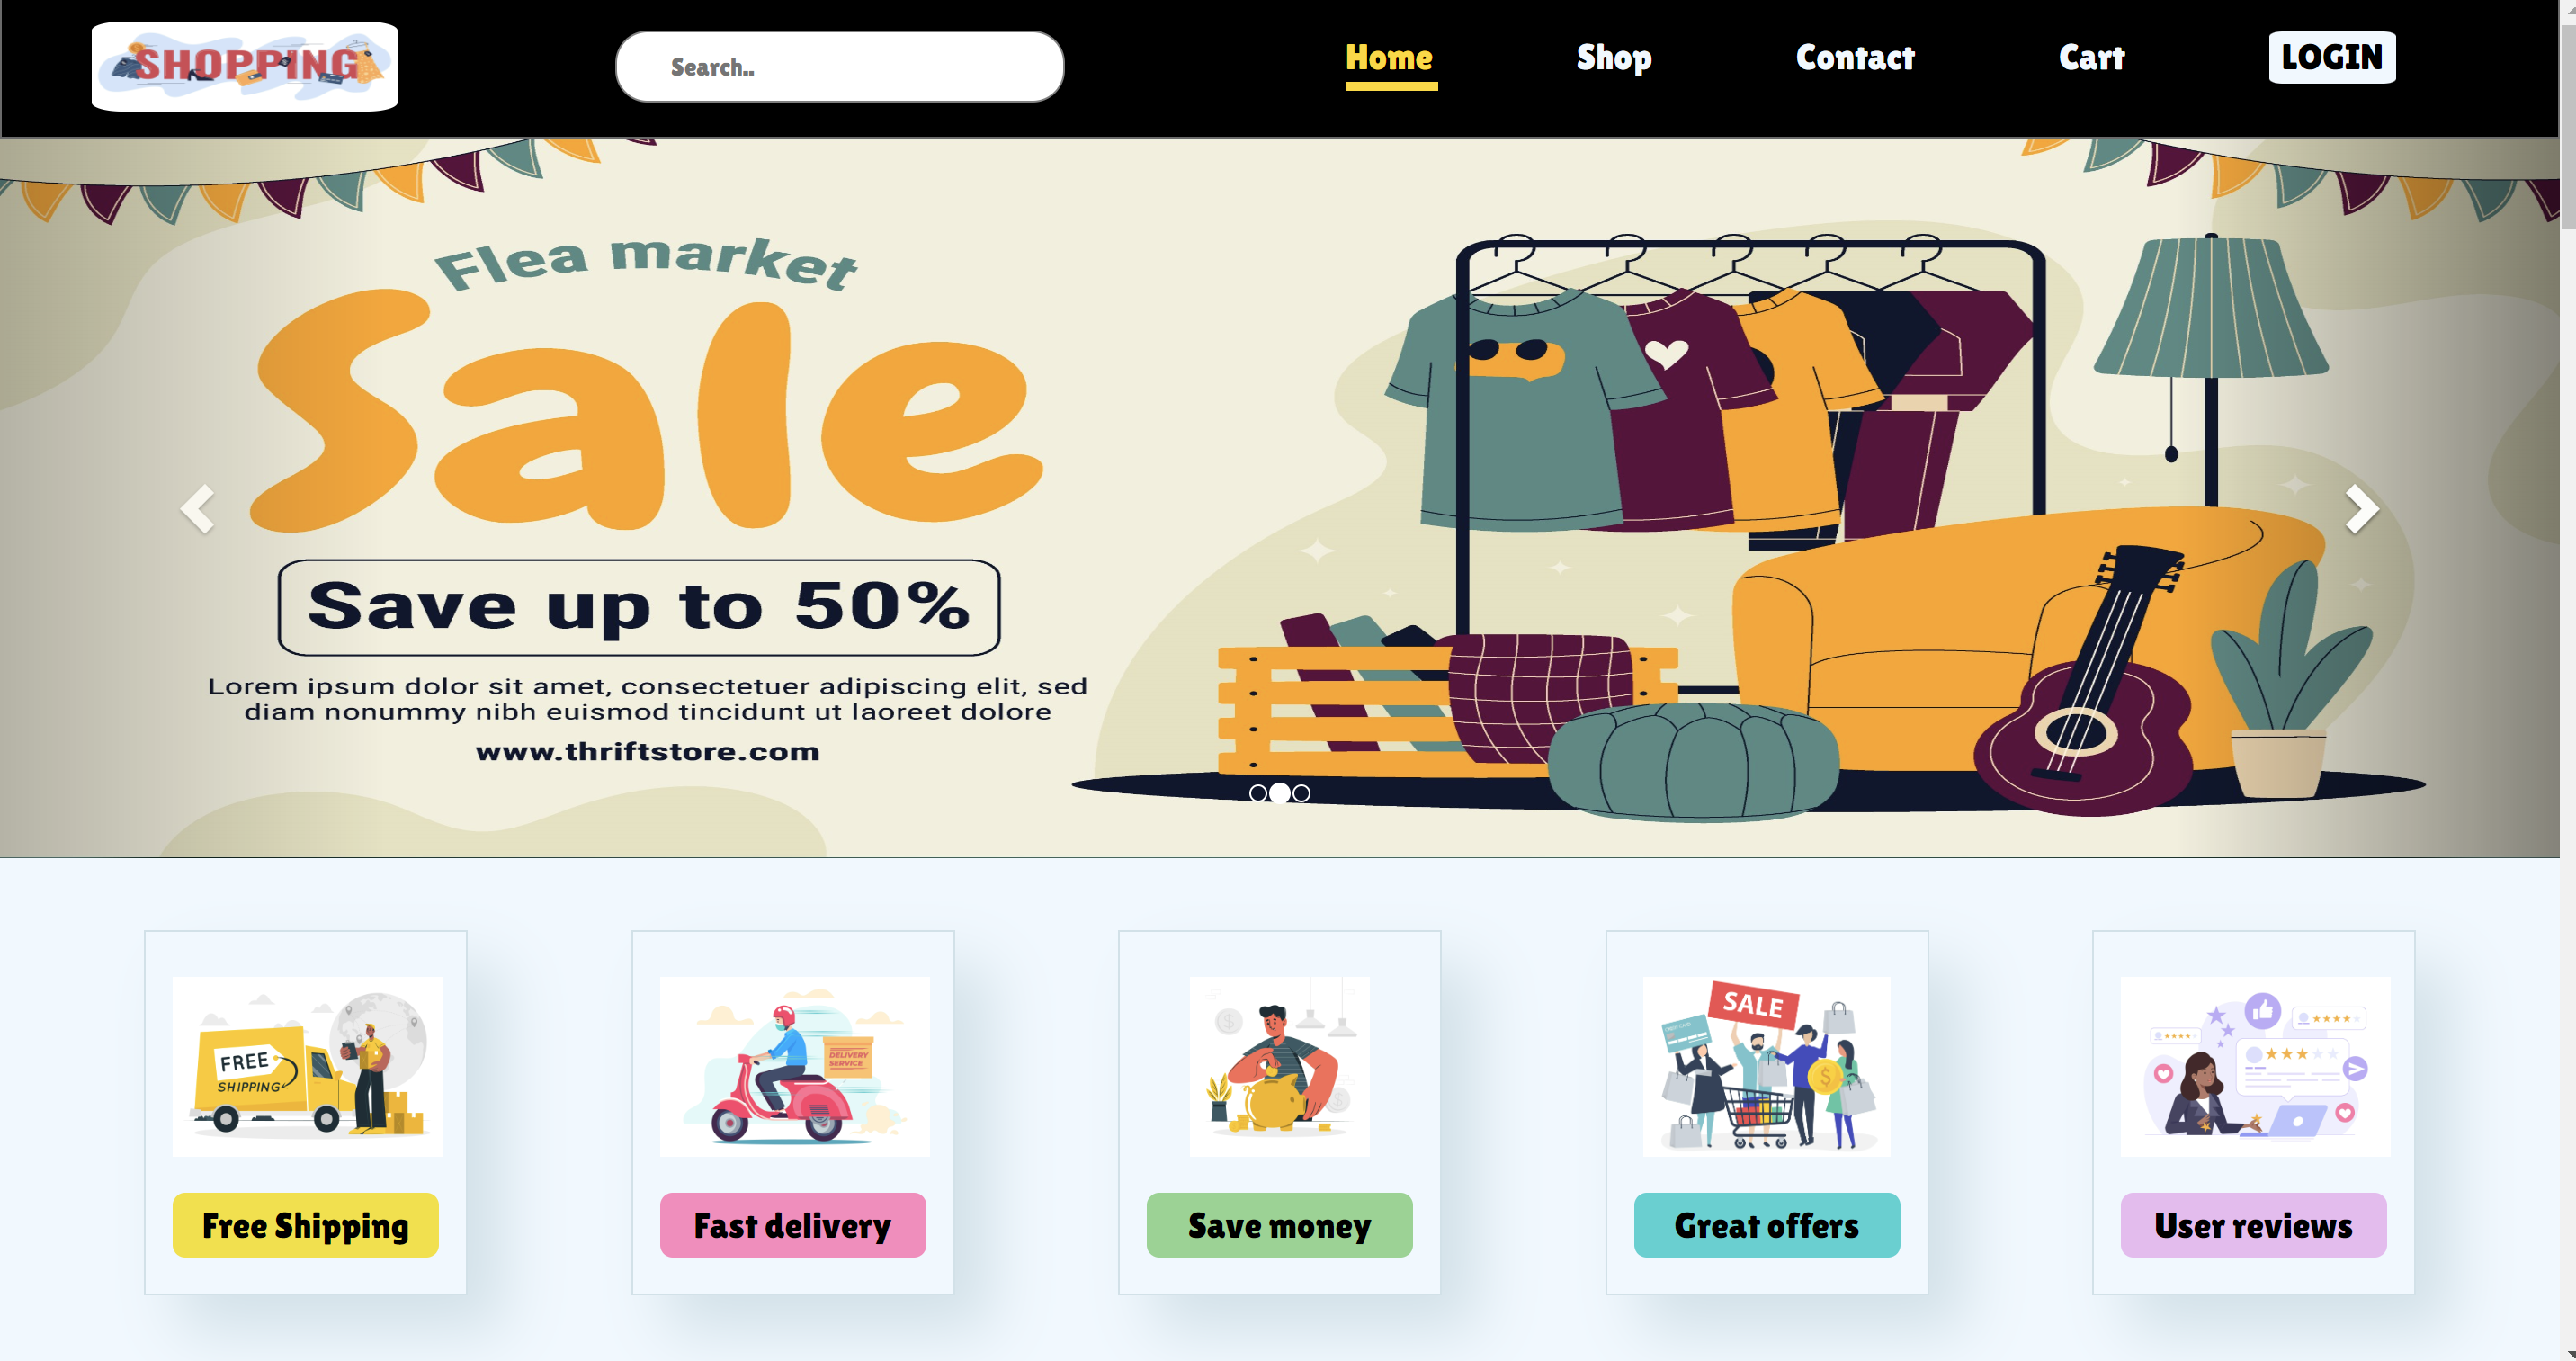 SHOPPING
Search..
Home
Shop
Contact
Cart
LOGIN
Flea market
Sale
Save up to 50%
Lorem ipsum dolor sit amet, consectetuer adipiscing elit, sed
diam nonummy nibh euismod tincidunt ut laoreet dolore
www.thriftstore.com
FREE
SHIPPING
DELIVERY
SERVICE
SALE
Free Shipping
Fast delivery
Save money
Great offers
User reviews